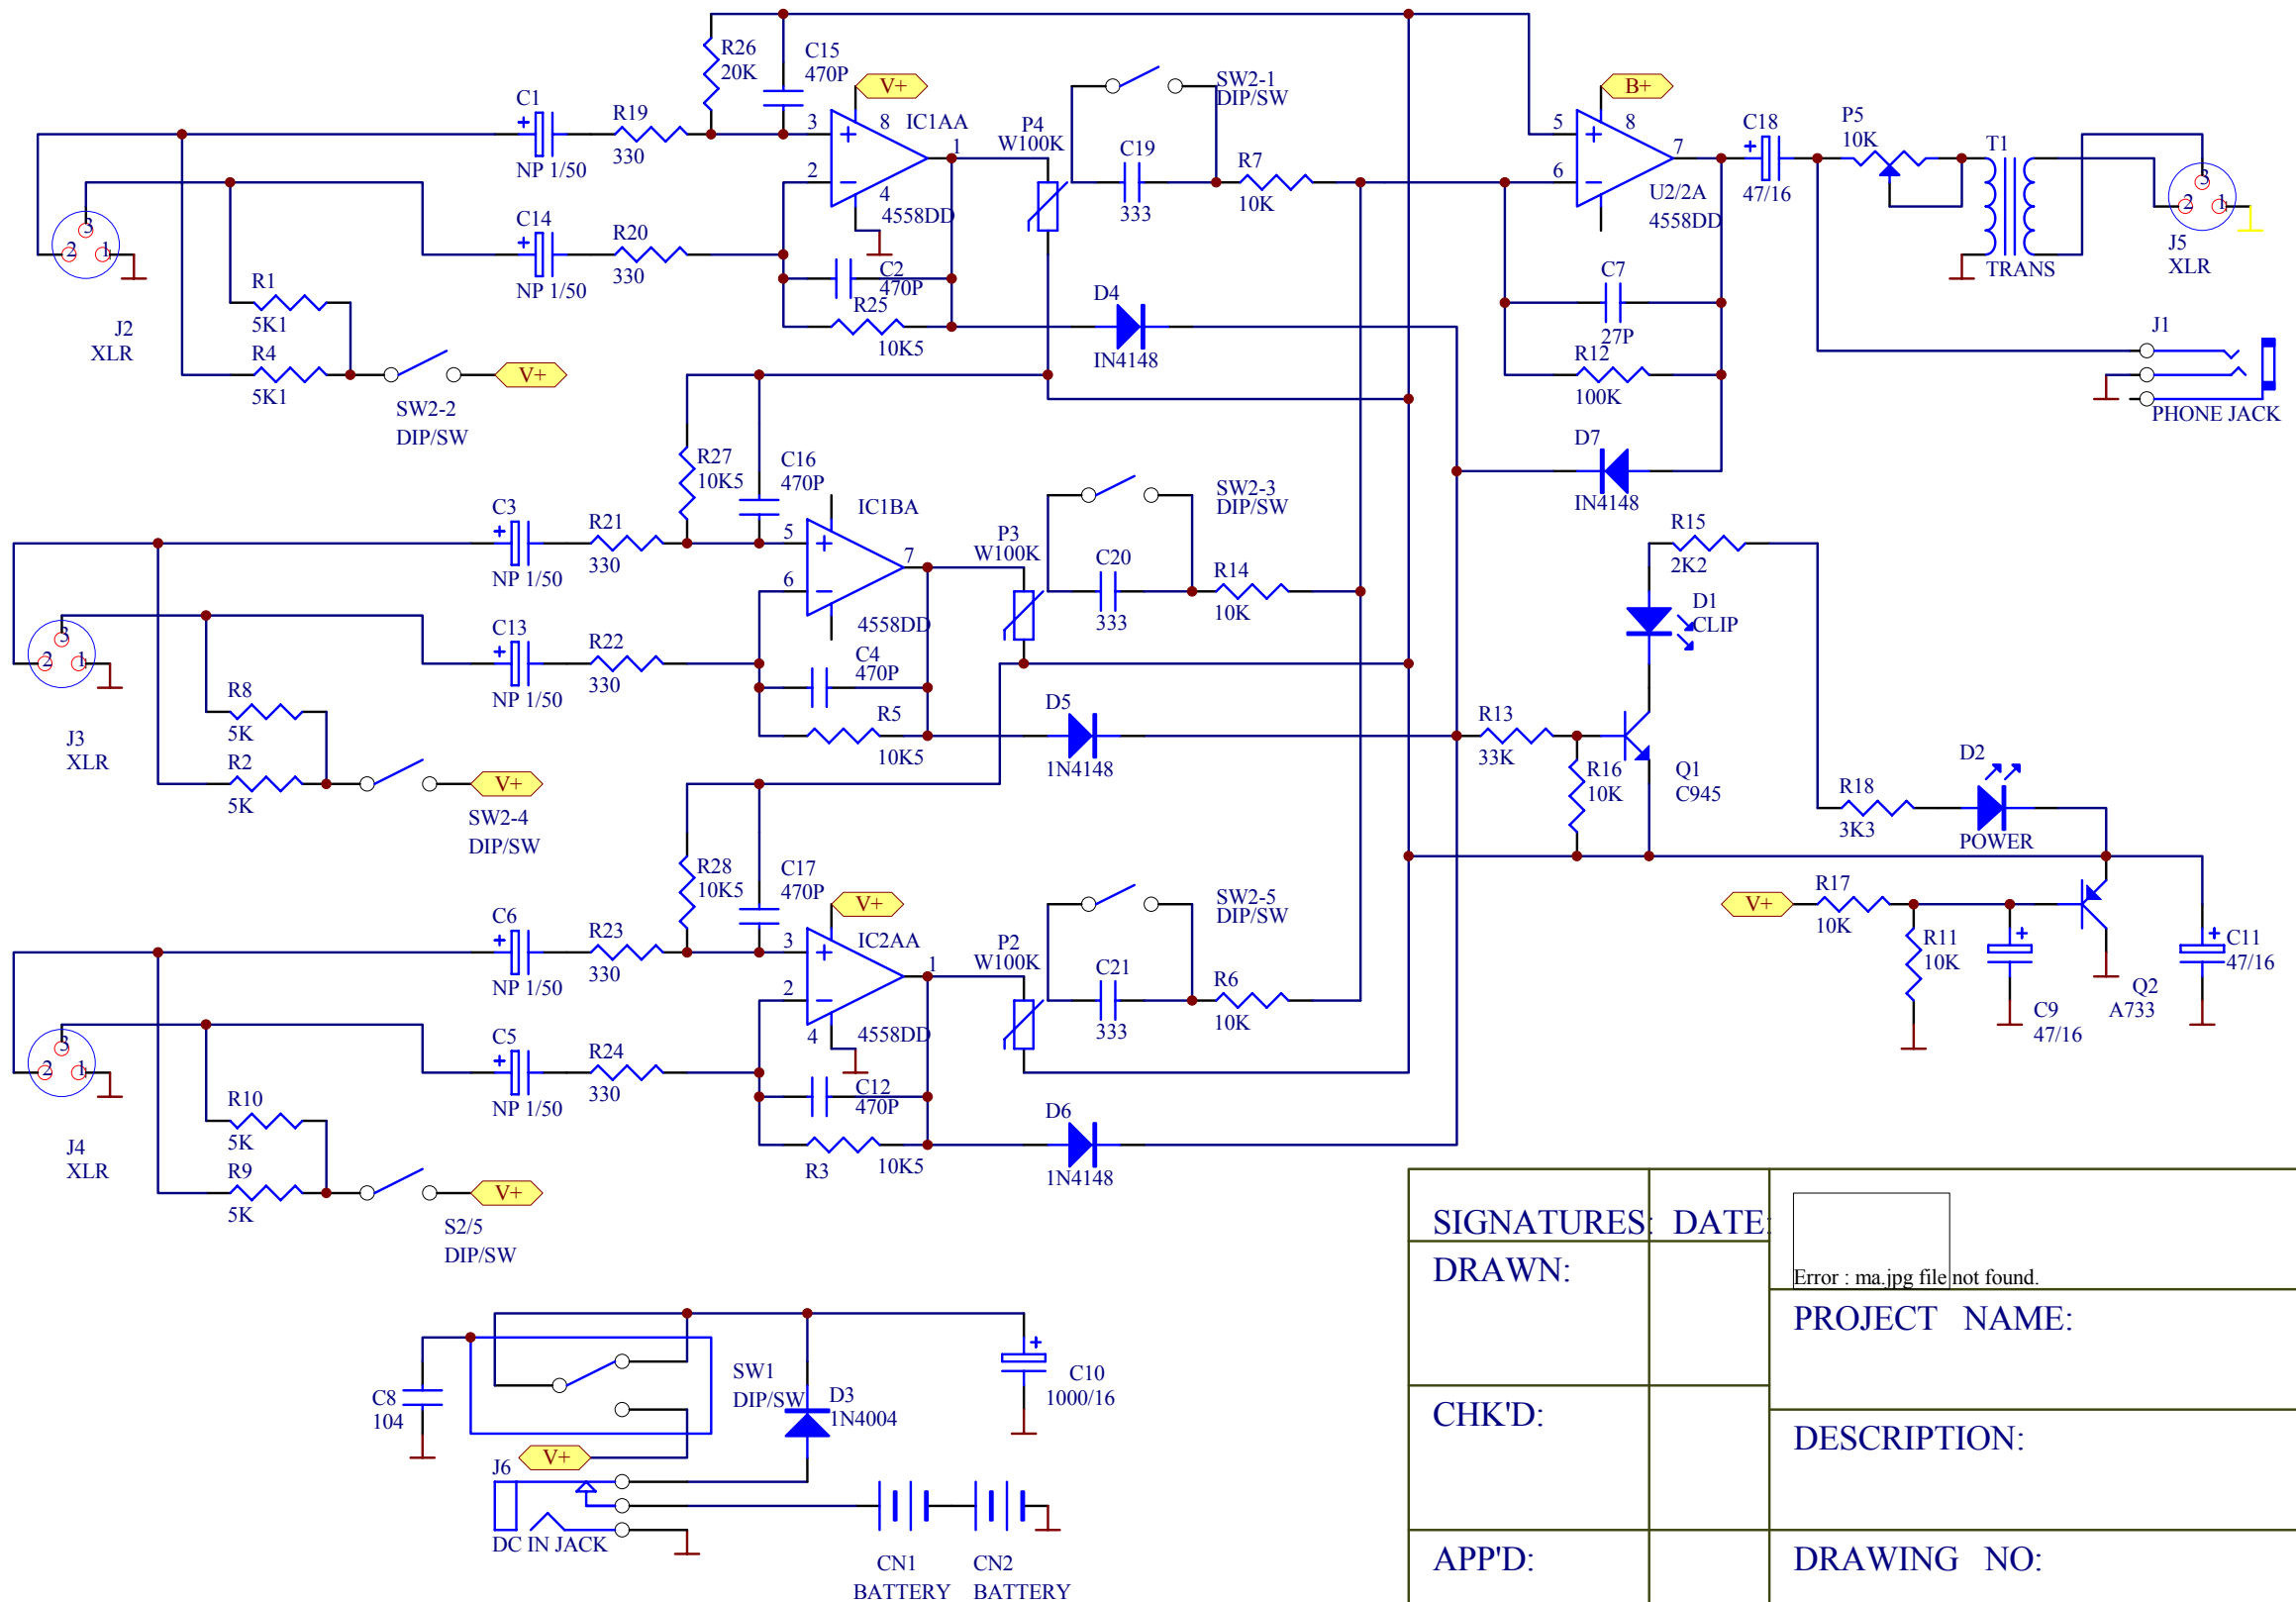 R26
20K
C15
470P
V+
SW2-1
DIP/SW
B+
C1
NP 1/50
R19
330
3
8
IC1AA
1
2
4
4558DD
P4
W100K
C19
333
R7
10K
5
8
7
6
U2/2A
4558DD
C18
47/16
P5
10K
T1
TRANS
3
2
1
J5
XLR
3
2
1
J2
XLR
C14
NP 1/50
R20
330
C2
470P
R25
10K5
D4
IN4148
C7
27P
R12
100K
D7
IN4148
J1
PHONE JACK
R1
5K1
R4
5K1
SW2-2
DIP/SW
V+
R27
10K5
C16
470P
IC1BA
5
7
6
4558DD
SW2-3
DIP/SW
C3
NP 1/50
R21
330
P3
W100K
C20
333
R14
10K
R15
2K2
D1
CLIP
3
2
1
J3
XLR
C13
NP 1/50
R22
330
C4
470P
R5
10K5
D5
1N4148
R13
33K
R16
10K
Q1
C945
D2
POWER
R18
3K3
R8
5K
R2
5K
V+
SW2-4
DIP/SW
R28
10K5
C17
470P
V+
IC2AA
3
1
2
4
4558DD
SW2-5
DIP/SW
C6
NP 1/50
R23
330
P2
W100K
C21
333
R6
10K
V+
R17
10K
R11
10K
C9
47/16
Q2
A733
C11
47/16
3
2
1
J4
XLR
C5
NP 1/50
R24
330
C12
470P
R3
10K5
D6
1N4148
R10
5K
R9
5K
V+
S2/5
DIP/SW
C8
104
SW1
DIP/SW
D3
1N4004
C10
1000/16
V+
J6
DC IN JACK
CN1
BATTERY
CN2
BATTERY
SIGNATURES: DATE:
Error : ma.jpg file not found.
DRAWN:
PROJECT NAME:
CHK'D:
DESCRIPTION:
APP'D:
DRAWING NO: